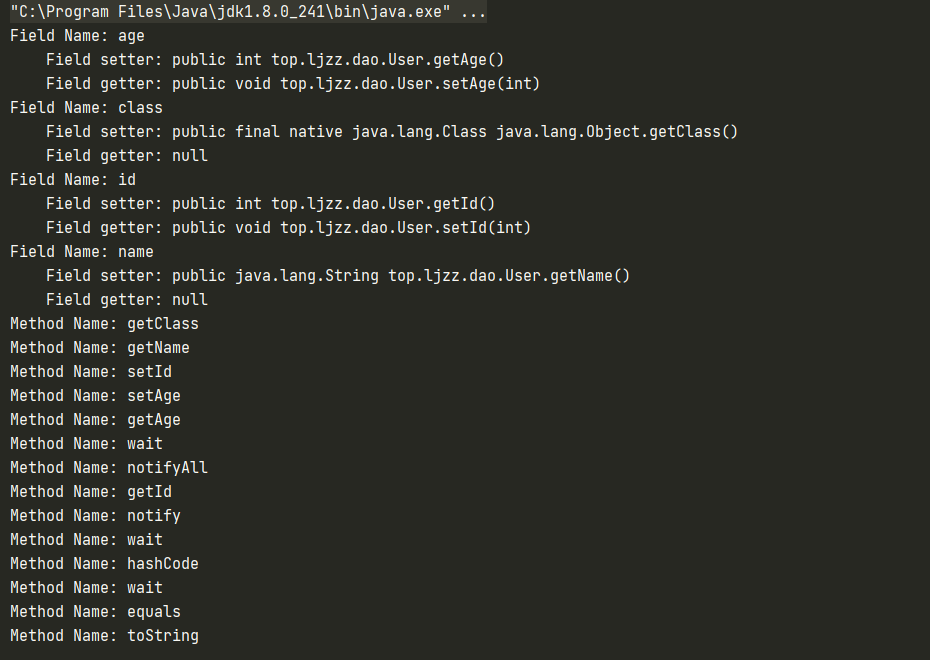 "C:\Program Files\Java\jdk1.8.0_241\bin\java.exe" ...
Field Name: age
    Field setter: public int top.ljzz.dao.User.getAge()
    Field getter: public void top.ljzz.dao.User.setAge(int)
Field Name: class
    Field setter: public final native java.lang.Class java.lang.Object.getClass()
    Field getter: null
Field Name: id
    Field setter: public int top.ljzz.dao.User.getId()
    Field getter: public void top.ljzz.dao.User.setId(int)
Field Name: name
    Field setter: public java.lang.String top.ljzz.dao.User.getName()
    Field getter: null
Method Name: getClass
Method Name: getName
Method Name: setId
Method Name: setAge
Method Name: getAge
Method Name: wait
Method Name: notifyAll
Method Name: getId
Method Name: notify
Method Name: wait
Method Name: hashCode
Method Name: wait
Method Name: equals
Method Name: toString